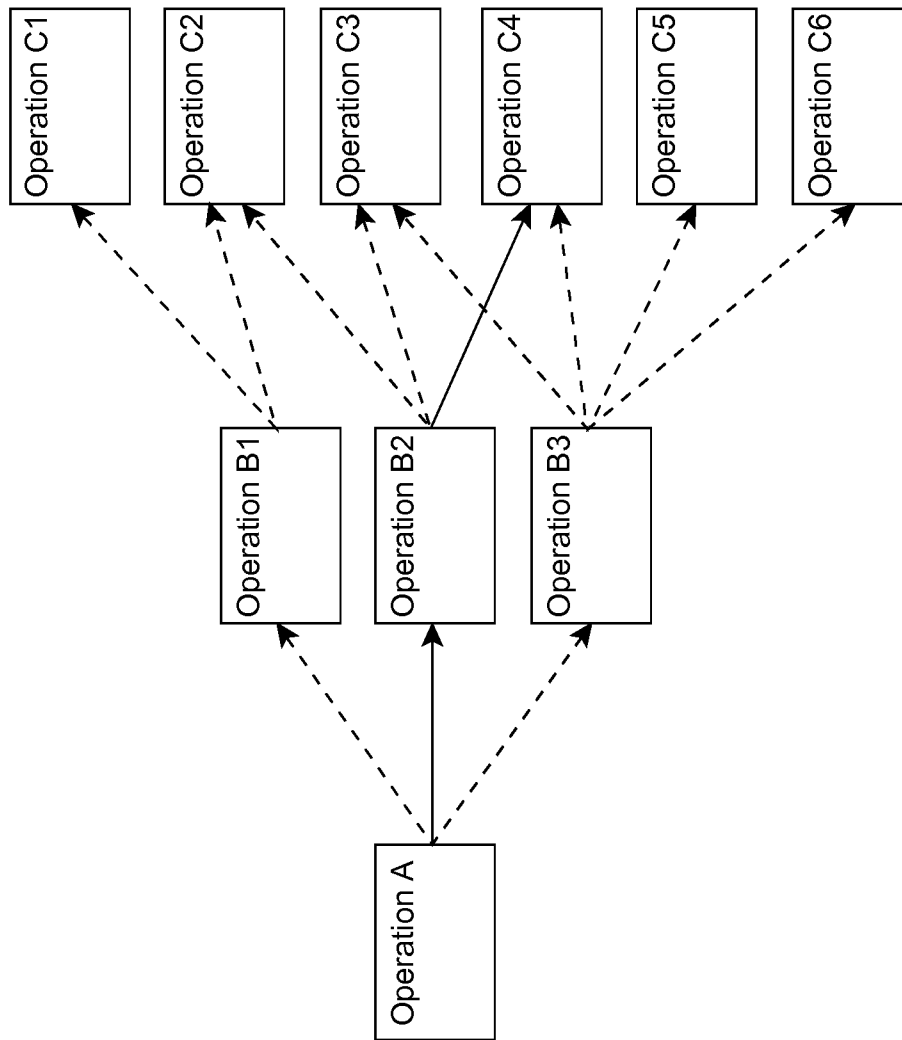 Operation A
Operation B1
Operation B2
Operation B3
Operation C1
Operation C2
Operation C3
Operation C4
Operation C5
Operation C6